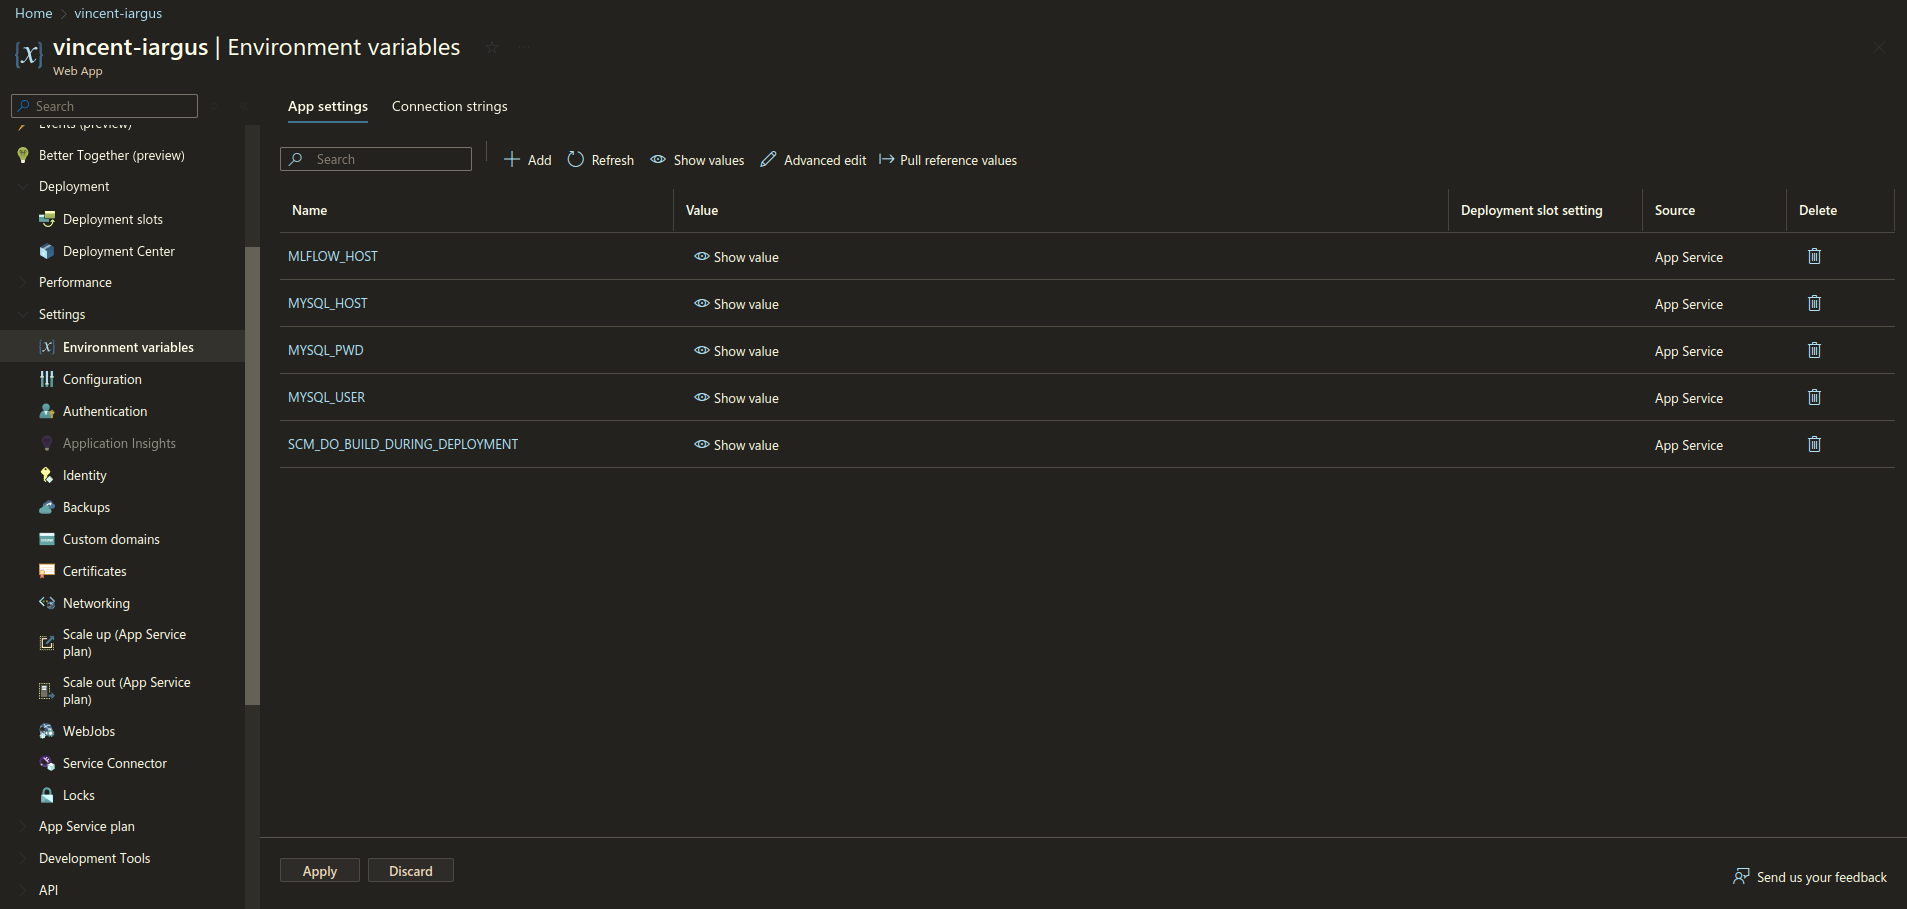 Home > vincent-iargus
vincent-iargus | Environment variables
Web App
Search
Events (preview)
Better Together (preview)
Deployment
Deployment slots
Deployment Center
Performance
Settings
Environment variables
Configuration
Authentication
Application Insights
Identity
Backups
Custom domains
Certificates
Networking
Scale up (App Service
plan)
Scale out (App Service
plan)
WebJobs
Service Connector
Locks
App Service plan
Development Tools
API
App settings Connection strings
Search Add Refresh Show values Advanced edit Pull reference values
Name Value Deployment slot setting Source Delete
MLFLOW_HOST Show value App Service
MYSQL_HOST Show value App Service
MYSQL_PWD Show value App Service
MYSQL_USER Show value App Service
SCM_DO_BUILD_DURING_DEPLOYMENT Show value App Service
Apply Discard
Send us your feedback